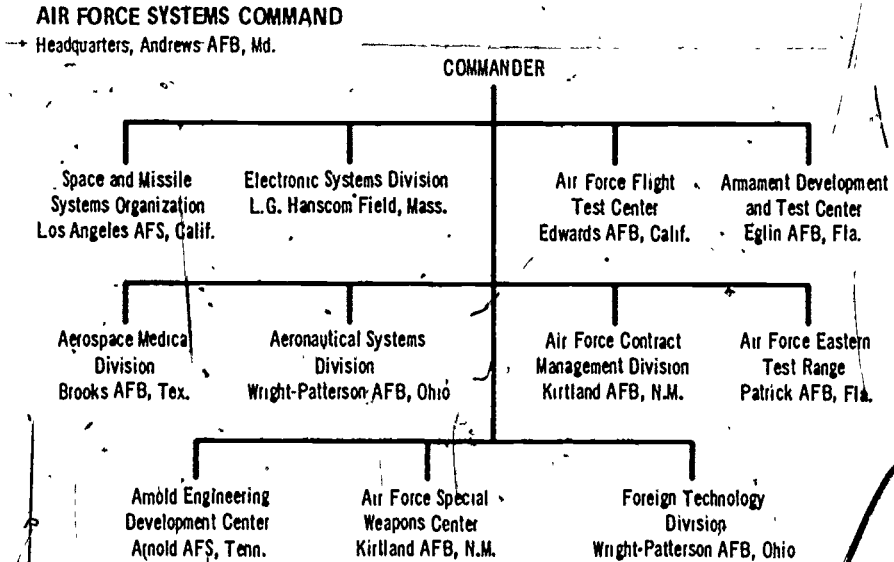 AIR FORCE SYSTEMS COMMAND
Headquarters, Andrews AFB, Md.
COMMANDER
Space and Missile
Systems Organization
Los Angeles AFS, Calif.
Electronic Systems Division
L.G. Hanscom Field, Mass.
Air Force Flight
Test Center
Edwards AFB, Calif.
Armament Development
and Test Center
Eglin AFB, Fla.
Aerospace Medical
Division
Brooks AFB, Tex.
Aeronautical Systems
Division
Wright-Patterson AFB, Ohio
Air Force Contract
Management Division
Kirtland AFB, N.M.
Air Force Eastern
Test Range
Patrick AFB, Fla.
Arnold Engineering
Development Center
Arnold AFS, Tenn.
Air Force Special
Weapons Center
Kirtland AFB, N.M.
Foreign Technology
Division
Wright-Patterson AFB, Ohio